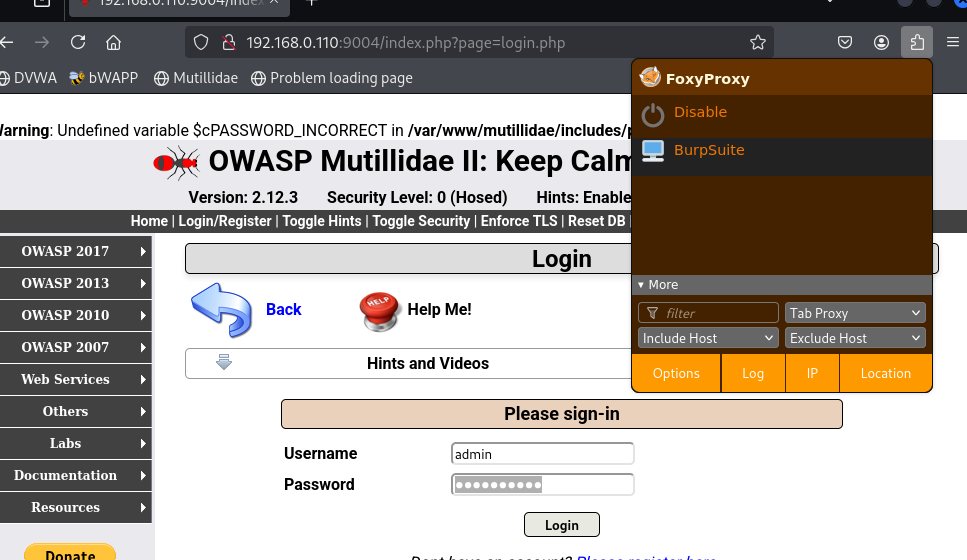 192.168.0.110:9004/index
192.168.0.110:9004/index.php?page=login.php
DVWA bWAPP Mutillidae Problem loading page
FoxyProxy
Disable
BurpSuite
More
filter Tab Proxy
Include Host Exclude Host
Options Log IP Location
Warning: Undefined variable $cPASSWORD_INCORRECT in /var/www/mutillidae/includes/p
OWASP Mutillidae II: Keep Calm
Version: 2.12.3 Security Level: 0 (Hosed) Hints: Enable
Home | Login/Register | Toggle Hints | Toggle Security | Enforce TLS | Reset DB |
OWASP 2017
OWASP 2013
OWASP 2010
OWASP 2007
Web Services
Others
Labs
Documentation
Resources
Donate
Login
Back
HELP
Help Me!
Hints and Videos
Please sign-in
Username admin
Password
Login
Dont have an account? Please register here